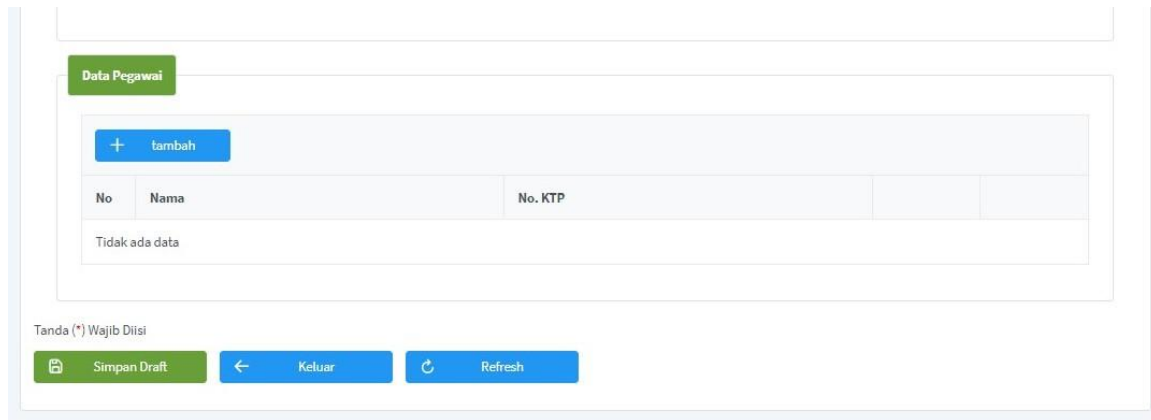 Data Pegawai
tambah
No Nama No. KTP
Tidak ada data
Tanda (*) Wajib Diisi
Simpan Draft Keluar Refresh